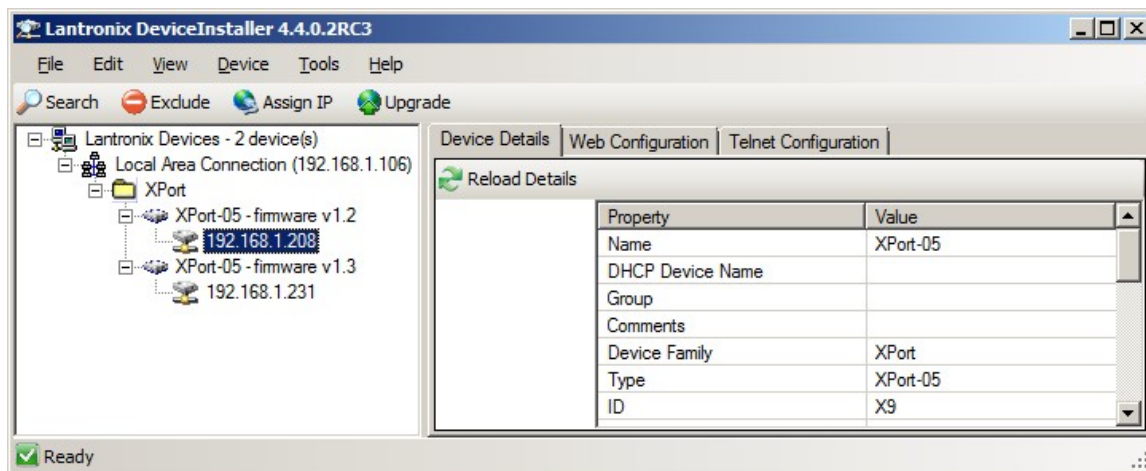 Lantronix DeviceInstaller 4.4.0.2RC3
File Edit View Device Tools Help
Search Exclude Assign IP Upgrade
Lantronix Devices - 2 device(s)
Local Area Connection (192.168.1.106)
XPort
XPort-05 - firmware v1.2
192.168.1.208
XPort-05 - firmware v1.3
192.168.1.231
Device Details Web Configuration Telnet Configuration
Reload Details
Property Value
Name XPort-05
DHCP Device Name
Group
Comments
Device Family XPort
Type XPort-05
ID X9
Ready